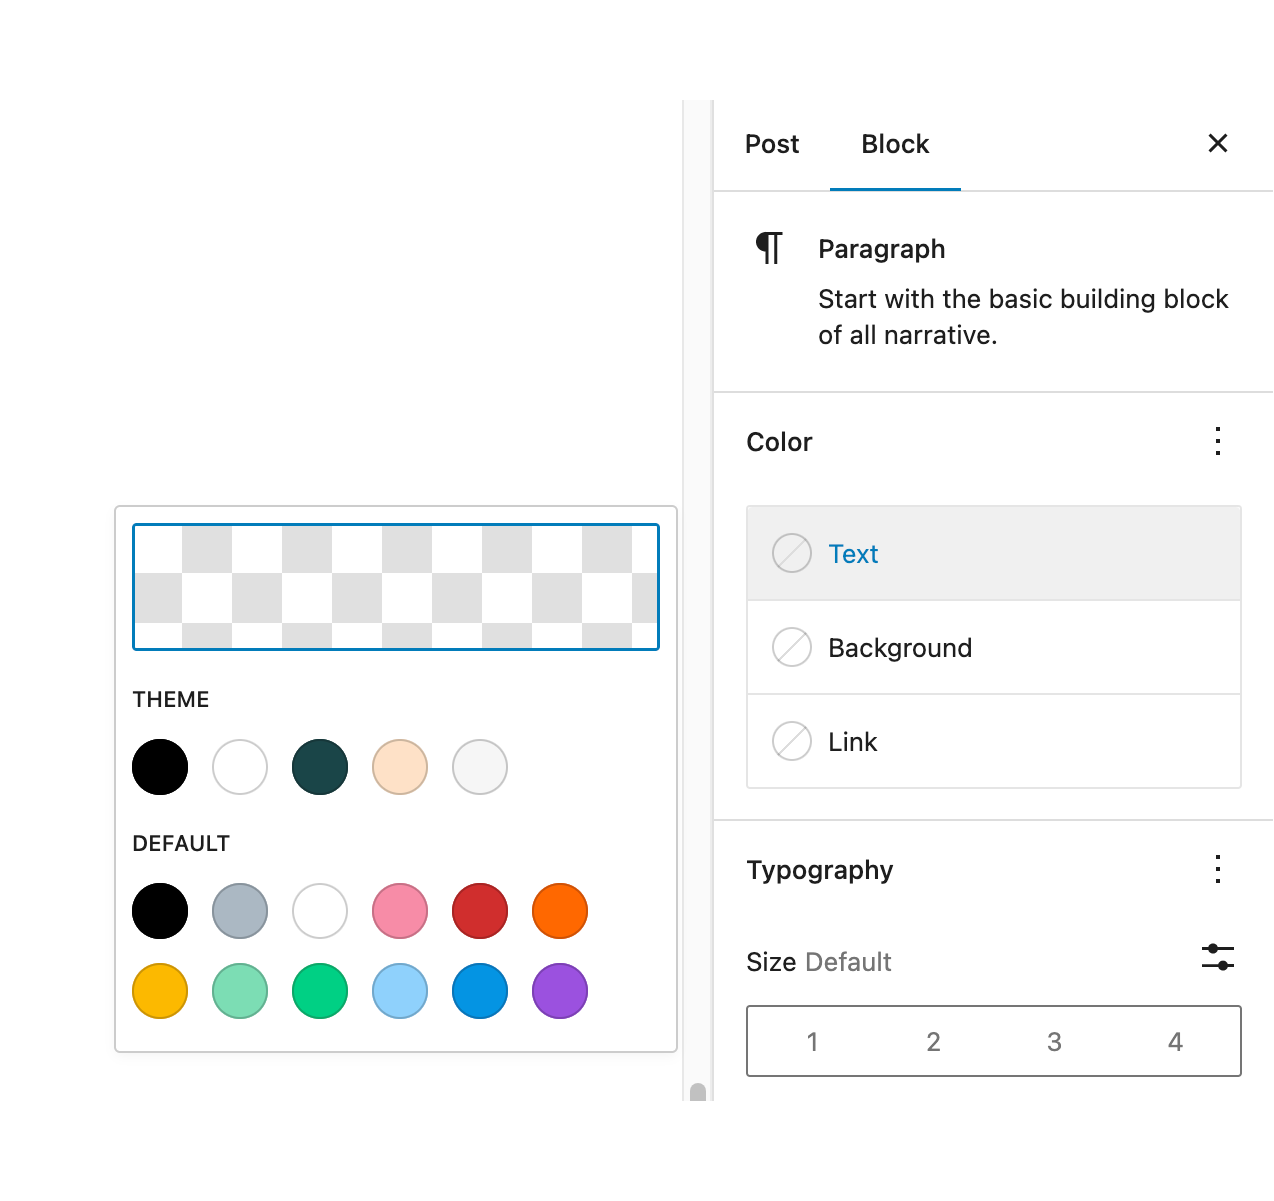 Post Block
Paragraph
Start with the basic building block
of all narrative.
Color
Text
Background
Link
THEME
DEFAULT
Typography
Size Default
1 2 3 4